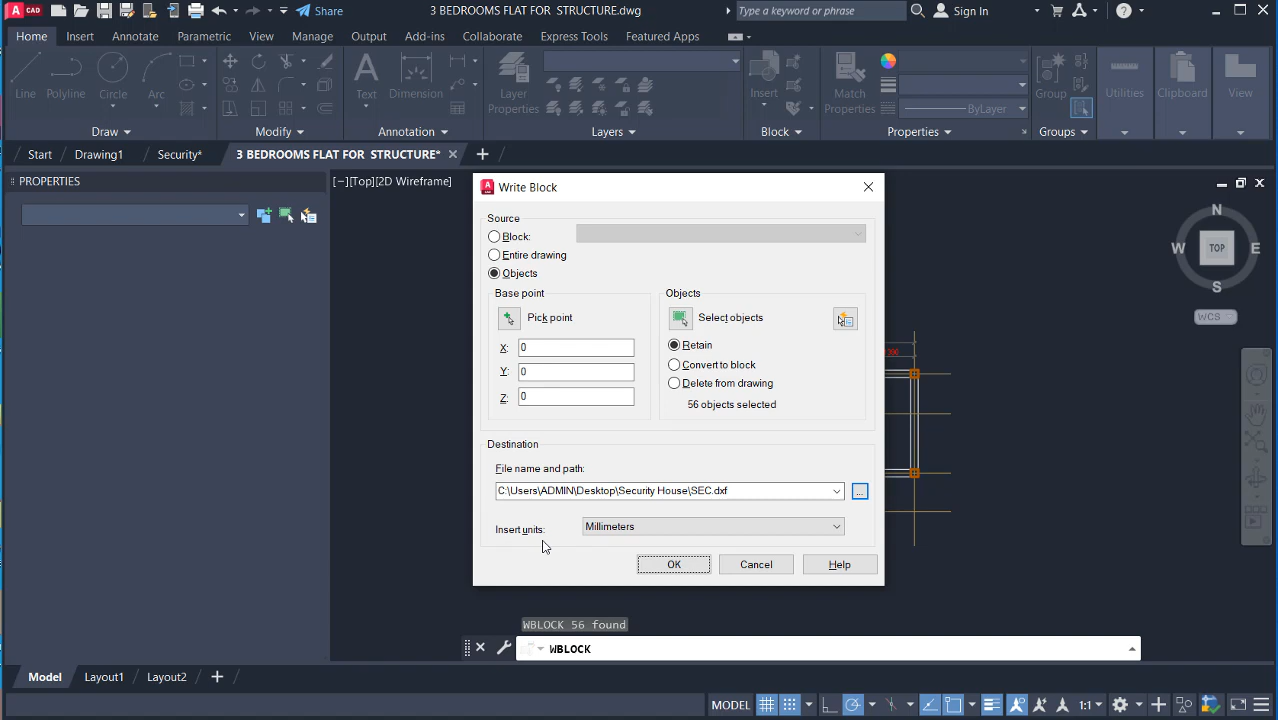 CAD
Share
3 BEDROOMS FLAT FOR STRUCTURE.dwg
Type a keyword or phrase
Sign In
Home
Insert
Annotate
Parametric
View
Manage
Output
Add-ins
Collaborate
Express Tools
Featured Apps
Line
Polyline
Circle
Arc
Text
Dimension
Layer
Properties
Insert
Match
Properties
ByLayer
Group
Utilities
Clipboard
View
Draw
Modify
Annotation
Layers
Block
Properties
Groups
Start
Drawing1
Security*
3 BEDROOMS FLAT FOR STRUCTURE*
PROPERTIES
[−][Top][2D Wireframe]
Write Block
Source
Block:
Entire drawing
Objects
Base point
Pick point
X: 0
Y: 0
Z: 0
Objects
Select objects
Retain
Convert to block
Delete from drawing
56 objects selected
Destination
File name and path:
C:\Users\ADMIN\Desktop\Security House\SEC.dxf
...
Insert units:
Millimeters
OK
Cancel
Help
N
W
TOP
E
S
WCS
WBLOCK 56 found
WBLOCK
Model
Layout1
Layout2
MODEL
1:1